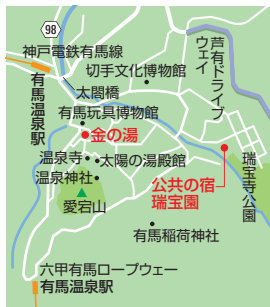 98
神戸電鉄有馬線
有馬温泉駅
切手文化博物館
太閤橋
有馬玩具博物館
金の湯
芦有ドライブ
ウェイ
温泉寺
太陽の湯殿館
温泉神社
愛宕山
公共の宿
瑞宝園
瑞宝寺公園
有馬稲荷神社
六甲有馬ロープウェー
有馬温泉駅